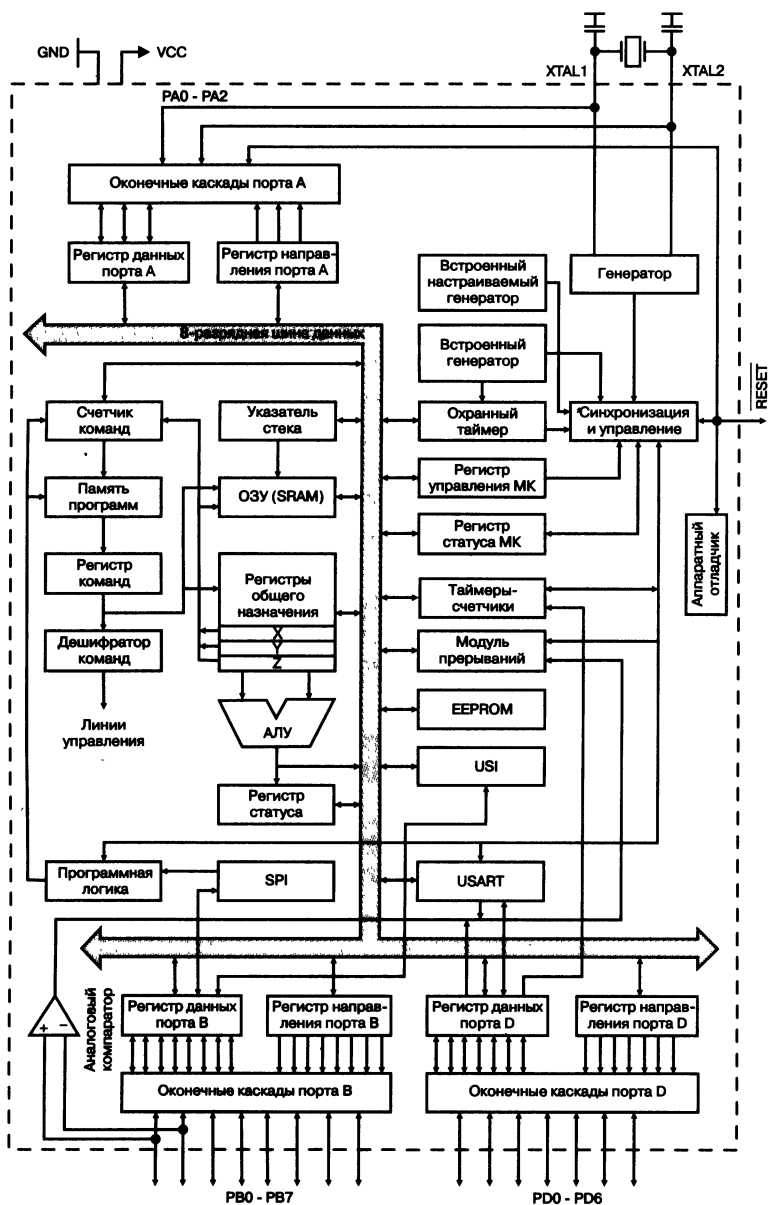 GND
VCC
XTAL1
XTAL2
PA0 - PA2
Оконечные каскады порта A
Регистр данных
порта A
Регистр направ-
ления порта A
Встроенный
настраиваемый
генератор
Генератор
8-разрядная шина данных
Встроенный
генератор
RESET
Счетчик
команд
Указатель
стека
Охранный
таймер
Синхронизация
и управление
Память
программ
ОЗУ (SRAM)
Регистр
управления МК
Регистр
статуса МК
Аппаратный
отладчик
Регистр
команд
Регистры
общего
назначения
X
Y
Z
Таймеры-
счетчики
Дешифратор
команд
Модуль
прерываний
Линии
управления
АЛУ
EEPROM
USI
Регистр
статуса
Программная
логика
SPI
USART
Аналоговый
компаратор
+
−
Регистр данных
порта B
Регистр направ-
ления порта B
Регистр данных
порта D
Регистр направ-
ления порта D
Оконечные каскады порта B
Оконечные каскады порта D
PB0 - PB7
PD0 - PD6